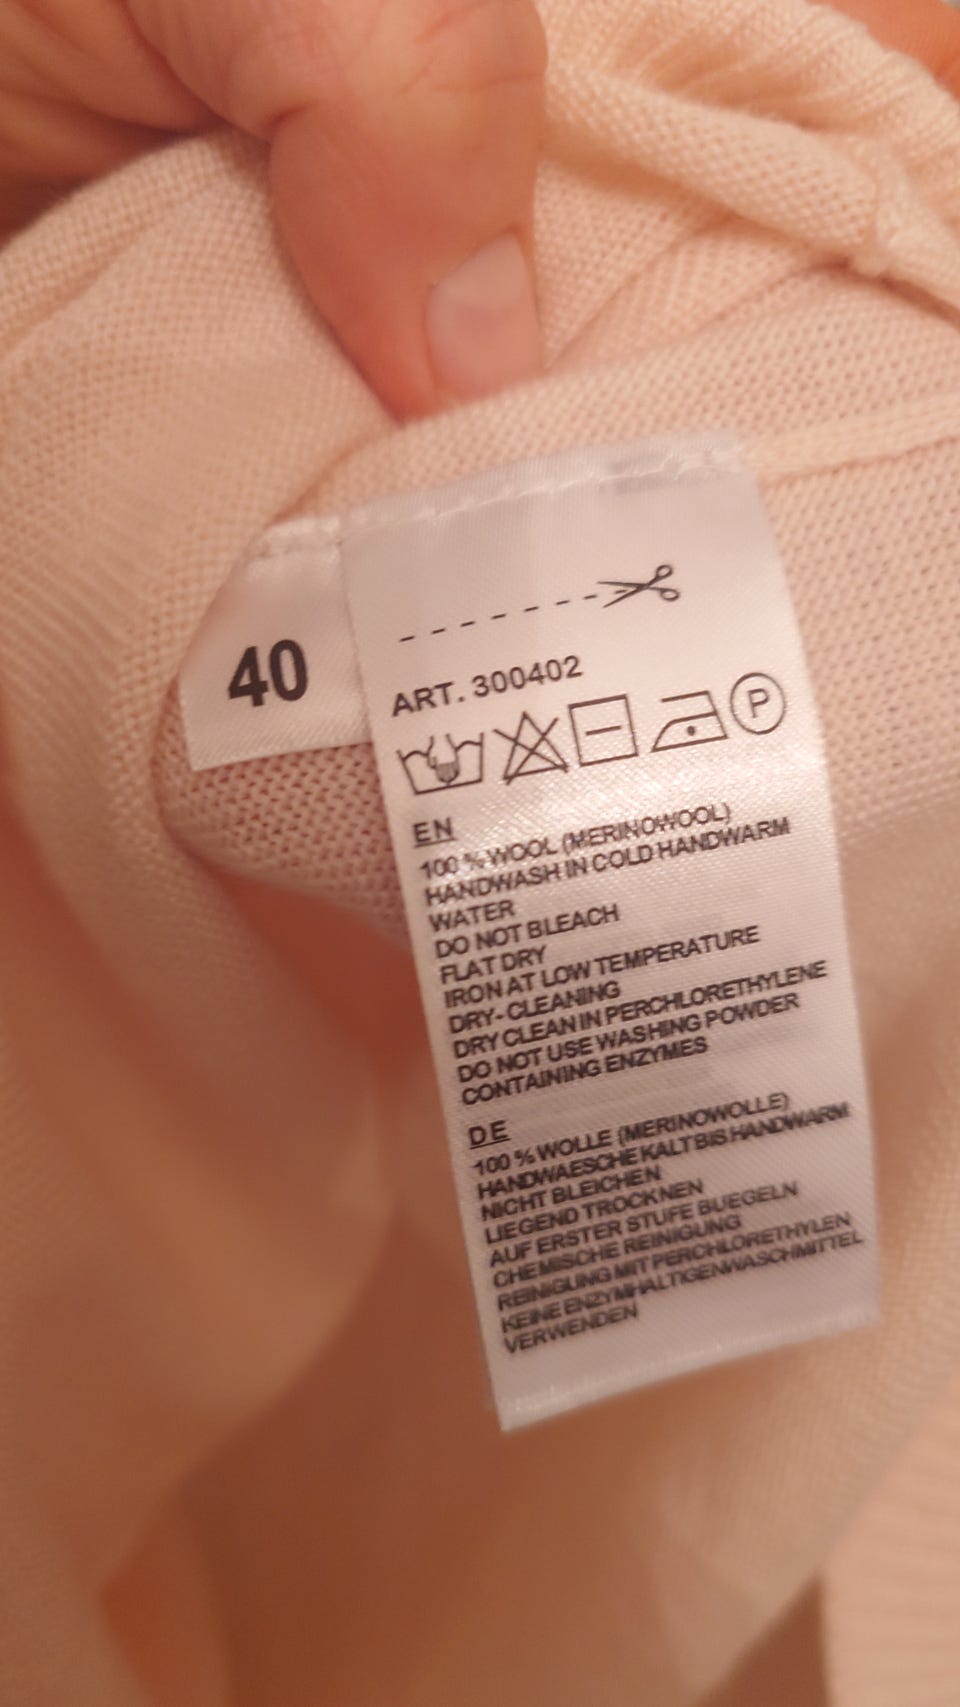 40
ART. 300402
P
EN
100 % WOOL (MERINOWOOL)
HANDWASH IN COLD HANDWARM
WATER
DO NOT BLEACH
FLAT DRY
IRON AT LOW TEMPERATURE
DRY-CLEANING
DRY CLEAN IN PERCHLORETHYLENE
DO NOT USE WASHING POWDER
CONTAINING ENZYMES
DE
100 % WOLLE (MERINOWOLLE)
HANDWAESCHE KALT BIS HANDWARM
NICHT BLEICHEN
LIEGEND TROCKNEN
AUF ERSTER STUFE BUEGELN
CHEMISCHE REINIGUNG
REINIGUNG MIT PERCHLORETHYLEN
KEINE ENZYMHALTIGENWASCHMITTEL
VERWENDEN